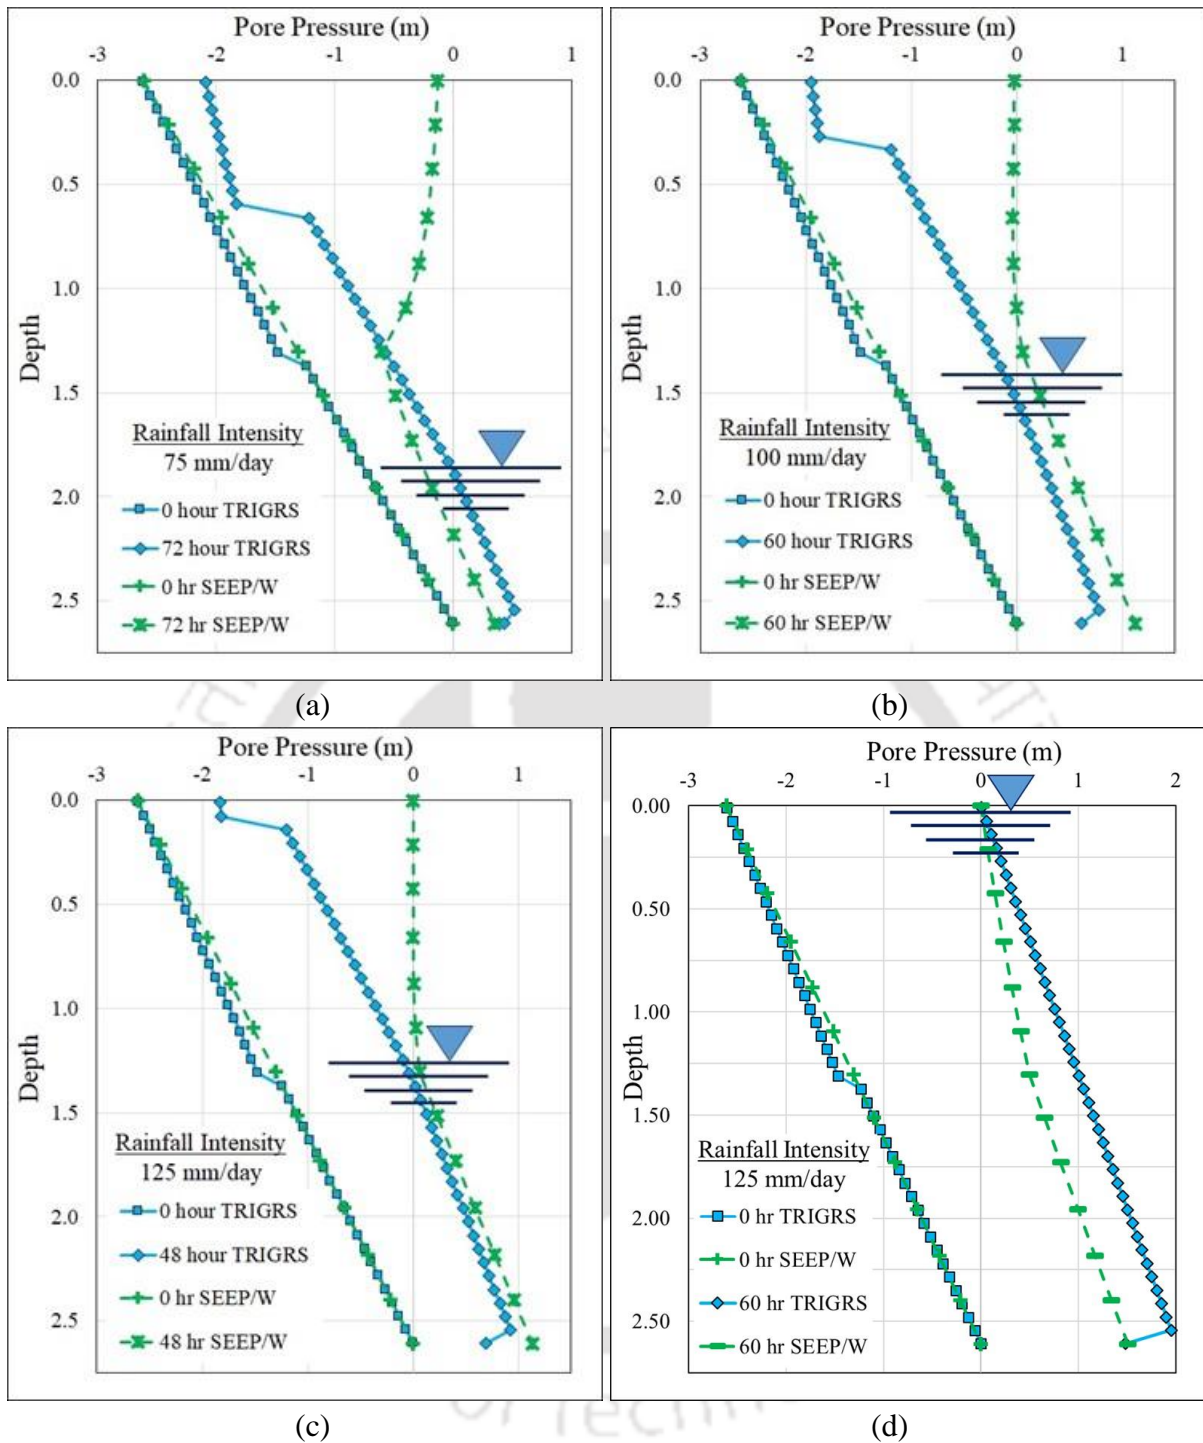 Pore Pressure (m)
-3 -2 -1 0 1
0.0
0.5
1.0
1.5
2.0
2.5
Depth
Rainfall Intensity
75 mm/day
0 hour TRIGRS
72 hour TRIGRS
0 hr SEEP/W
72 hr SEEP/W
(a)
Pore Pressure (m)
-3 -2 -1 0 1
0.0
0.5
1.0
1.5
2.0
2.5
Depth
Rainfall Intensity
100 mm/day
0 hour TRIGRS
60 hour TRIGRS
0 hr SEEP/W
60 hr SEEP/W
(b)
Pore Pressure (m)
-3 -2 -1 0 1
0.0
0.5
1.0
1.5
2.0
2.5
Depth
Rainfall Intensity
125 mm/day
0 hour TRIGRS
48 hour TRIGRS
0 hr SEEP/W
48 hr SEEP/W
(c)
Pore Pressure (m)
-3 -2 -1 0 1 2
0.00
0.50
1.00
1.50
2.00
2.50
Depth
Rainfall Intensity
125 mm/day
0 hr TRIGRS
0 hr SEEP/W
60 hr TRIGRS
60 hr SEEP/W
(d)